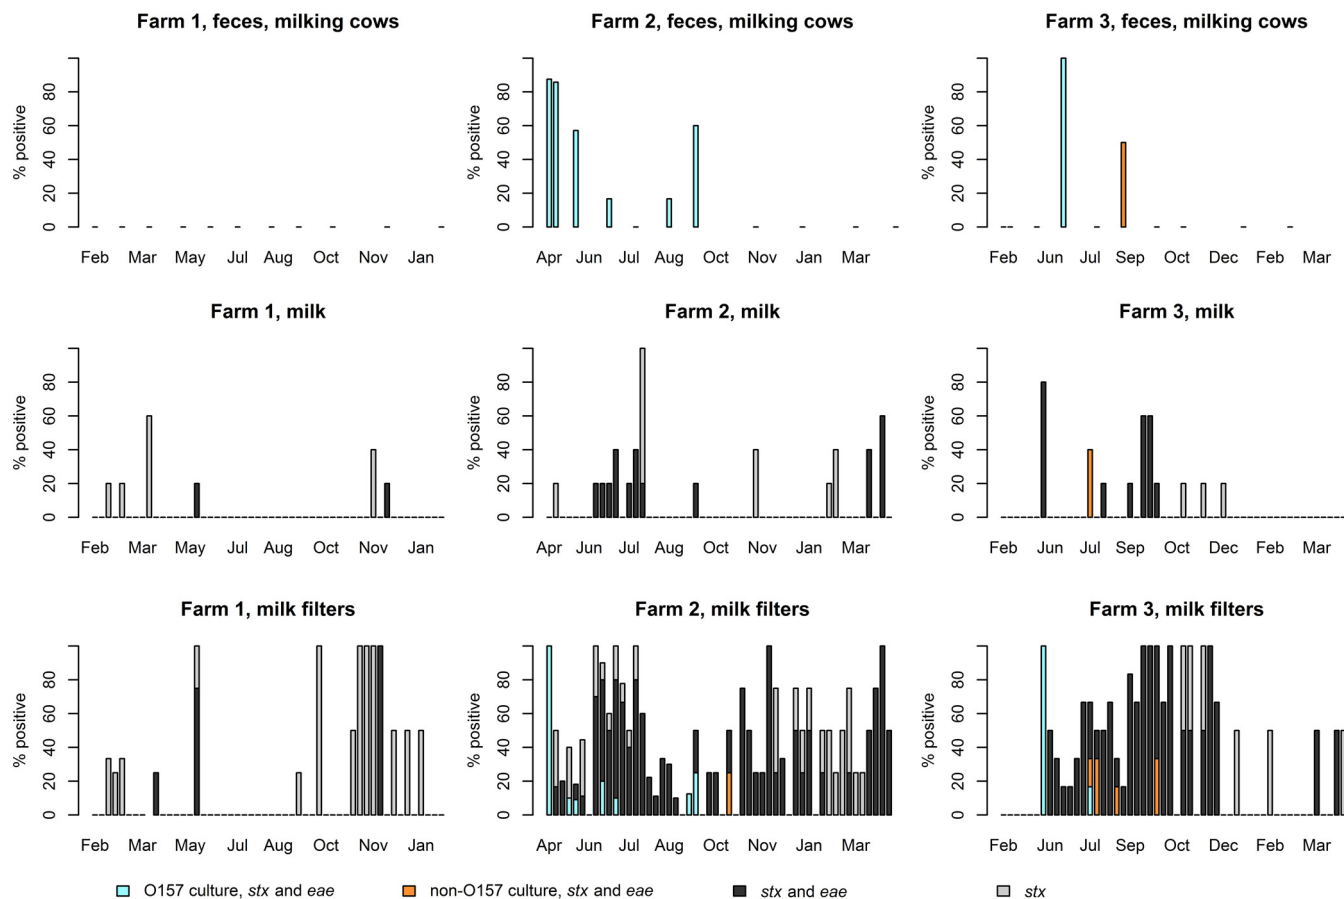 Farm 1, feces, milking cows
Farm 2, feces, milking cows
Farm 3, feces, milking cows
% positive
0 20 40 60 80
Feb Mar May Jul Aug Oct Nov Jan
% positive
0 20 40 60 80
Apr Jun Jul Aug Oct Nov Jan Mar
% positive
0 20 40 60 80
Feb Jun Jul Sep Oct Dec Feb Mar
Farm 1, milk
Farm 2, milk
Farm 3, milk
% positive
0 20 40 60 80
Feb Mar May Jul Aug Oct Nov Jan
% positive
0 20 40 60 80
Apr Jun Jul Aug Oct Nov Jan Mar
% positive
0 20 40 60 80
Feb Jun Jul Sep Oct Dec Feb Mar
Farm 1, milk filters
Farm 2, milk filters
Farm 3, milk filters
% positive
0 20 40 60 80
Feb Mar May Jul Aug Oct Nov Jan
% positive
0 20 40 60 80
Apr Jun Jul Aug Oct Nov Jan Mar
% positive
0 20 40 60 80
Feb Jun Jul Sep Oct Dec Feb Mar
O157 culture, stx and eae
non-O157 culture, stx and eae
stx and eae
stx